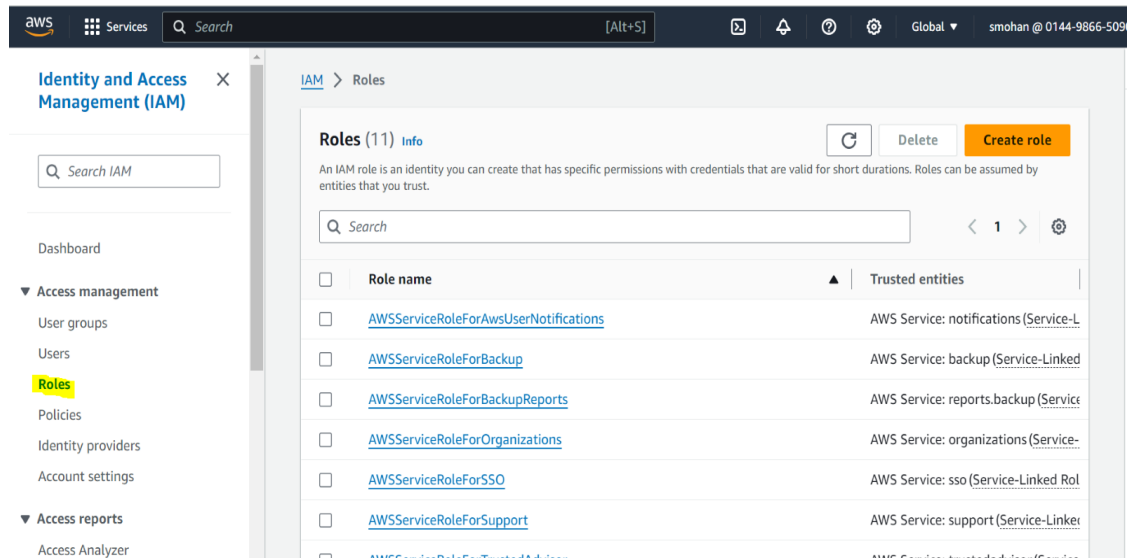 aws
Services
Search
[Alt+S]
Global
smohan @ 0144-9866-509
Identity and Access
Management (IAM)
Search IAM
Dashboard
Access management
User groups
Users
Roles
Policies
Identity providers
Account settings
Access reports
Access Analyzer
IAM > Roles
Roles (11) Info
Delete
Create role
An IAM role is an identity you can create that has specific permissions with credentials that are valid for short durations. Roles can be assumed by
entities that you trust.
Search
1
Role name
Trusted entities
AWSServiceRoleForAwsUserNotifications
AWS Service: notifications (Service-L
AWSServiceRoleForBackup
AWS Service: backup (Service-Linked
AWSServiceRoleForBackupReports
AWS Service: reports.backup (Service
AWSServiceRoleForOrganizations
AWS Service: organizations (Service-
AWSServiceRoleForSSO
AWS Service: sso (Service-Linked Rol
AWSServiceRoleForSupport
AWS Service: support (Service-Linke